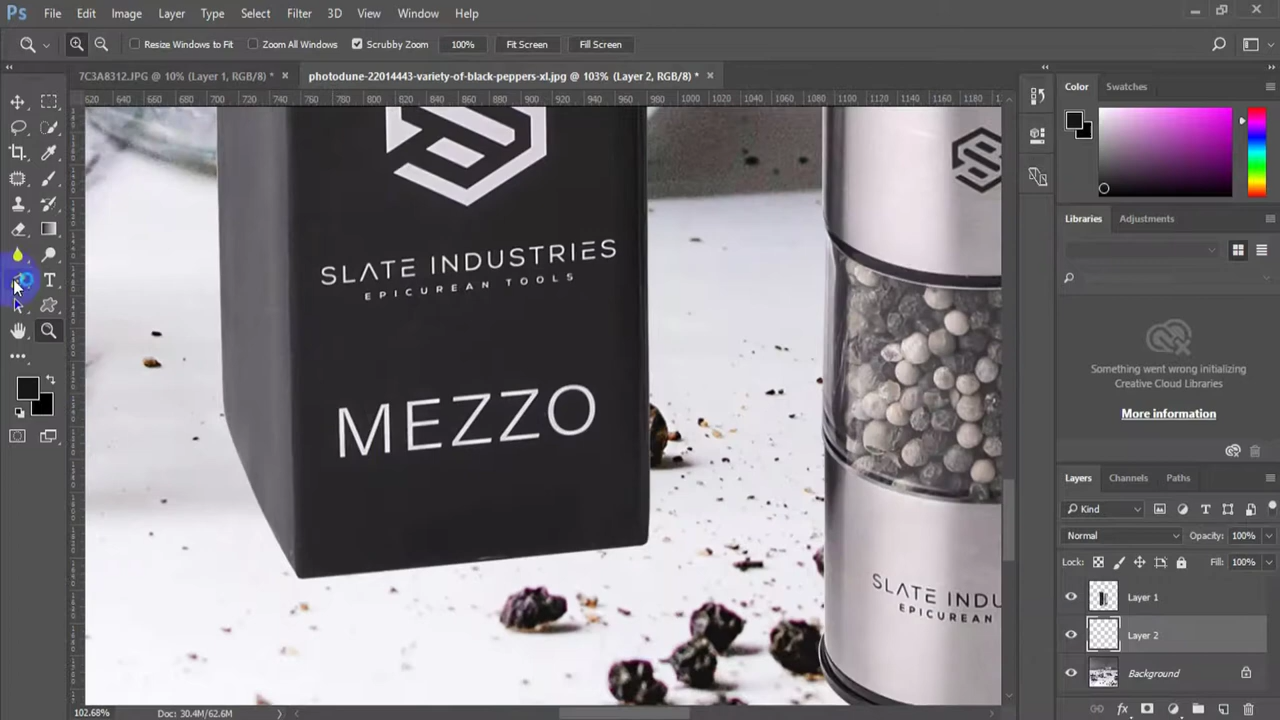 Ps File Edit Image Layer Type Select Filter 3D View Window Help
Resize Windows to Fit Zoom All Windows Scrubby Zoom 100% Fit Screen Fill Screen
7C3A8312.JPG @ 10% (Layer 1, RGB/8) * × photodune-22014443-variety-of-black-peppers-xl.jpg @ 103% (Layer 2, RGB/8) * ×
620 640 660 680 700 720 740 760 780 800 820 840 860 880 900 920 940 960 980 1000 1020 1040 1060 1080 1100 1120 1140 1160 1180
Color Swatches
Libraries Adjustments
SLATE INDUSTRIES
EPICUREAN TOOLS
MEZZO
SLATE INDU
EPICUREAN
Something went wrong initializing
Creative Cloud Libraries
More information
Layers Channels Paths
Kind
Normal Opacity: 100%
Lock: Fill: 100%
Layer 1
Layer 2
Background
102.68% Doc: 30.4M/62.6M